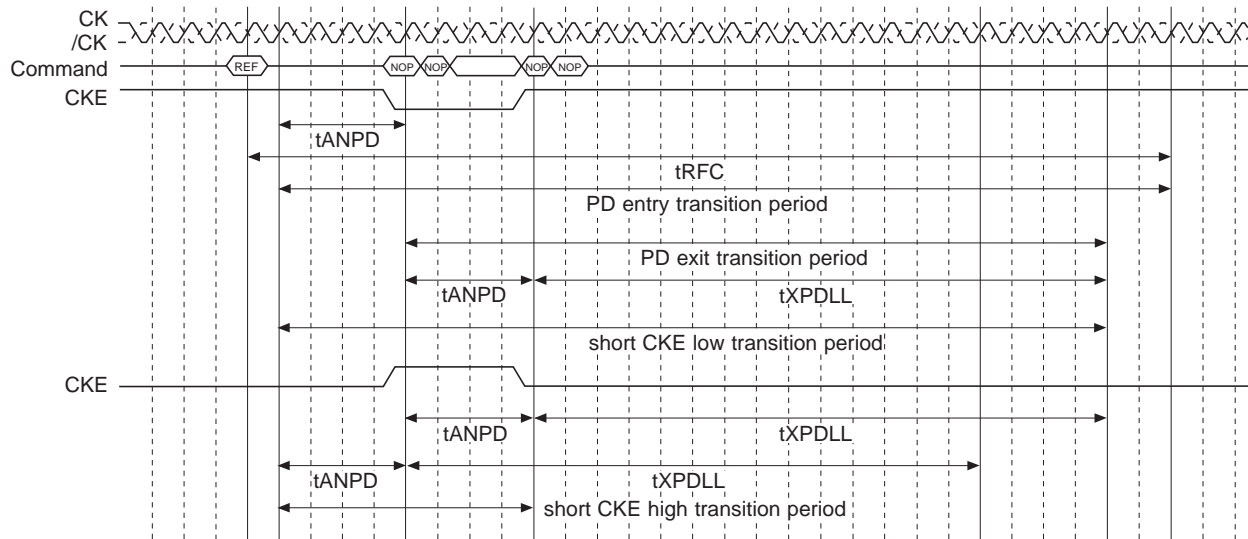 CK
/CK
Command REF NOP NOP NOP NOP
CKE
tANPD
tRFC
PD entry transition period
PD exit transition period
tANPD tXPDLL
short CKE low transition period
CKE
tANPD tXPDLL
tANPD tXPDLL
short CKE high transition period